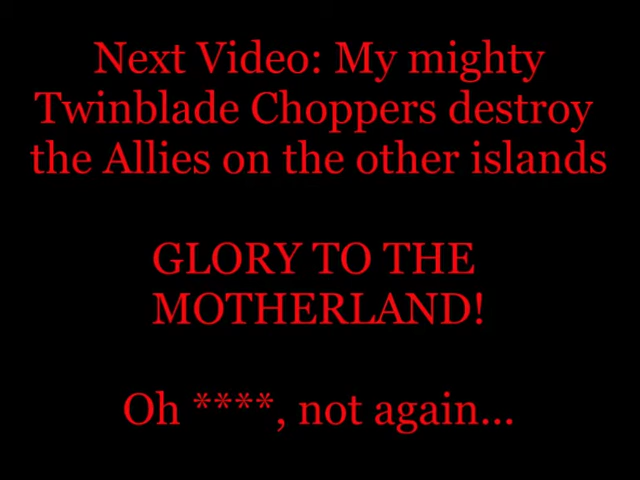 Next Video: My mighty
Twinblade Choppers destroy
the Allies on the other islands
GLORY TO THE
MOTHERLAND!
Oh ****, not again...